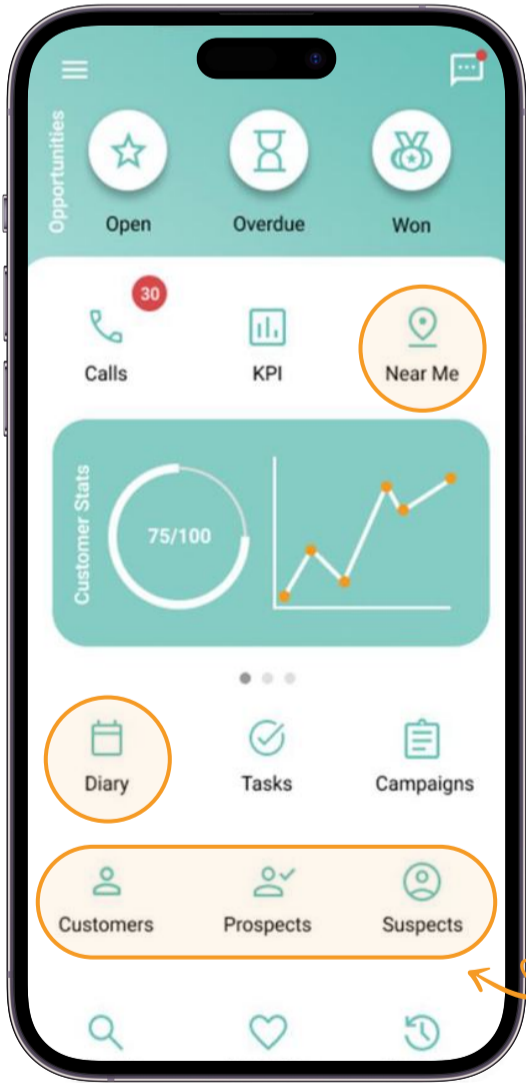 Opportunities
Open Overdue Won
30
Calls KPI Near Me
Customer Stats
75/100
Diary Tasks Campaigns
Customers Prospects Suspects